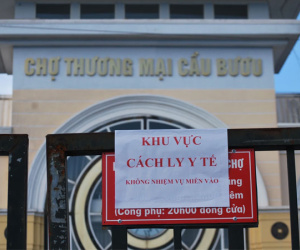 CHỢ THƯƠNG MẠI CẦU BƯƠU
KHU VỰC
CÁCH LY Y TẾ
KHÔNG NHIỆM VỤ MIỄN VÀO
CHỢ
(Cổng phụ: 20H00 đóng cửa)